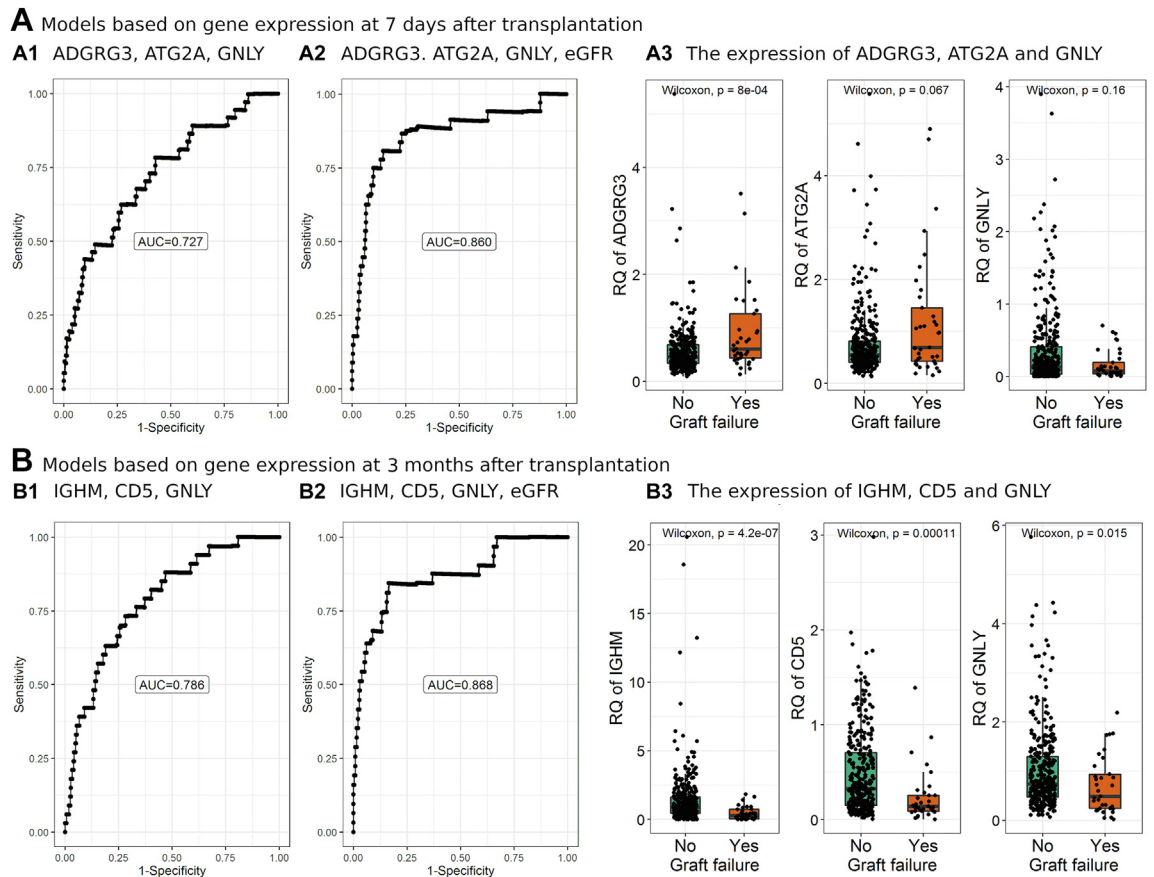 A Models based on gene expression at 7 days after transplantation
A1 ADGRG3, ATG2A, GNLY
A2 ADGRG3. ATG2A, GNLY, eGFR
A3 The expression of ADGRG3, ATG2A and GNLY
Sensitivity
1.00
0.75
0.50
0.25
0.00
AUC=0.727
0.00 0.25 0.50 0.75 1.00
1-Specificity
Sensitivity
1.00
0.75
0.50
0.25
0.00
AUC=0.860
0.00 0.25 0.50 0.75 1.00
1-Specificity
RQ of ADGRG3
Wilcoxon, p = 8e-04
4
2
0
No Yes
Graft failure
RQ of ATG2A
Wilcoxon, p = 0.067
4
2
0
No Yes
Graft failure
RQ of GNLY
Wilcoxon, p = 0.16
4
3
2
1
0
No Yes
Graft failure
B Models based on gene expression at 3 months after transplantation
B1 IGHM, CD5, GNLY
B2 IGHM, CD5, GNLY, eGFR
B3 The expression of IGHM, CD5 and GNLY
Sensitivity
1.00
0.75
0.50
0.25
0.00
AUC=0.786
0.00 0.25 0.50 0.75 1.00
1-Specificity
Sensitivity
1.00
0.75
0.50
0.25
0.00
AUC=0.868
0.00 0.25 0.50 0.75 1.00
1-Specificity
RQ of IGHM
Wilcoxon, p = 4.2e-07
20
15
10
5
0
No Yes
Graft failure
RQ of CD5
Wilcoxon, p = 0.00011
3
2
1
0
No Yes
Graft failure
RQ of GNLY
Wilcoxon, p = 0.015
6
4
2
0
No Yes
Graft failure